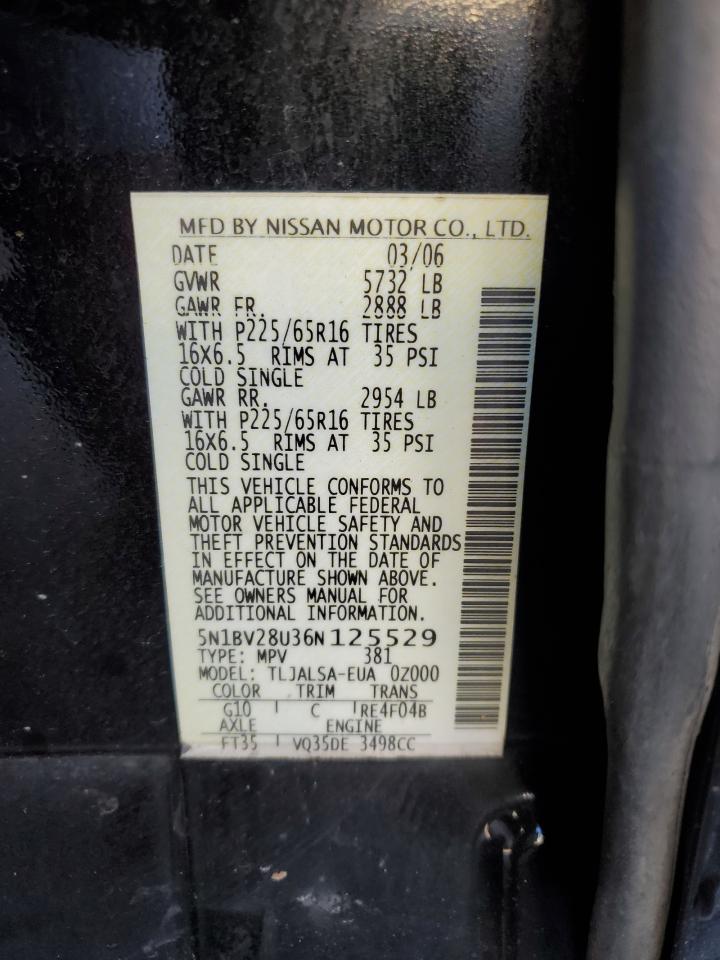 MFD BY NISSAN MOTOR CO., LTD.
DATE 03/06
GVWR 5732 LB
GAWR FR. 2888 LB
WITH P225/65R16 TIRES
16X6.5 RIMS AT 35 PSI
COLD SINGLE
GAWR RR. 2954 LB
WITH P225/65R16 TIRES
16X6.5 RIMS AT 35 PSI
COLD SINGLE
THIS VEHICLE CONFORMS TO
ALL APPLICABLE FEDERAL
MOTOR VEHICLE SAFETY AND
THEFT PREVENTION STANDARDS
IN EFFECT ON THE DATE OF
MANUFACTURE SHOWN ABOVE.
SEE OWNERS MANUAL FOR
ADDITIONAL INFORMATION.
5N1BV28U36N125529
TYPE: MPV 381
MODEL: TLJALSA-EUA 0Z000
COLOR TRIM TRANS
G10 C RE4F04B
AXLE ENGINE
FT35 VQ35DE 3498CC